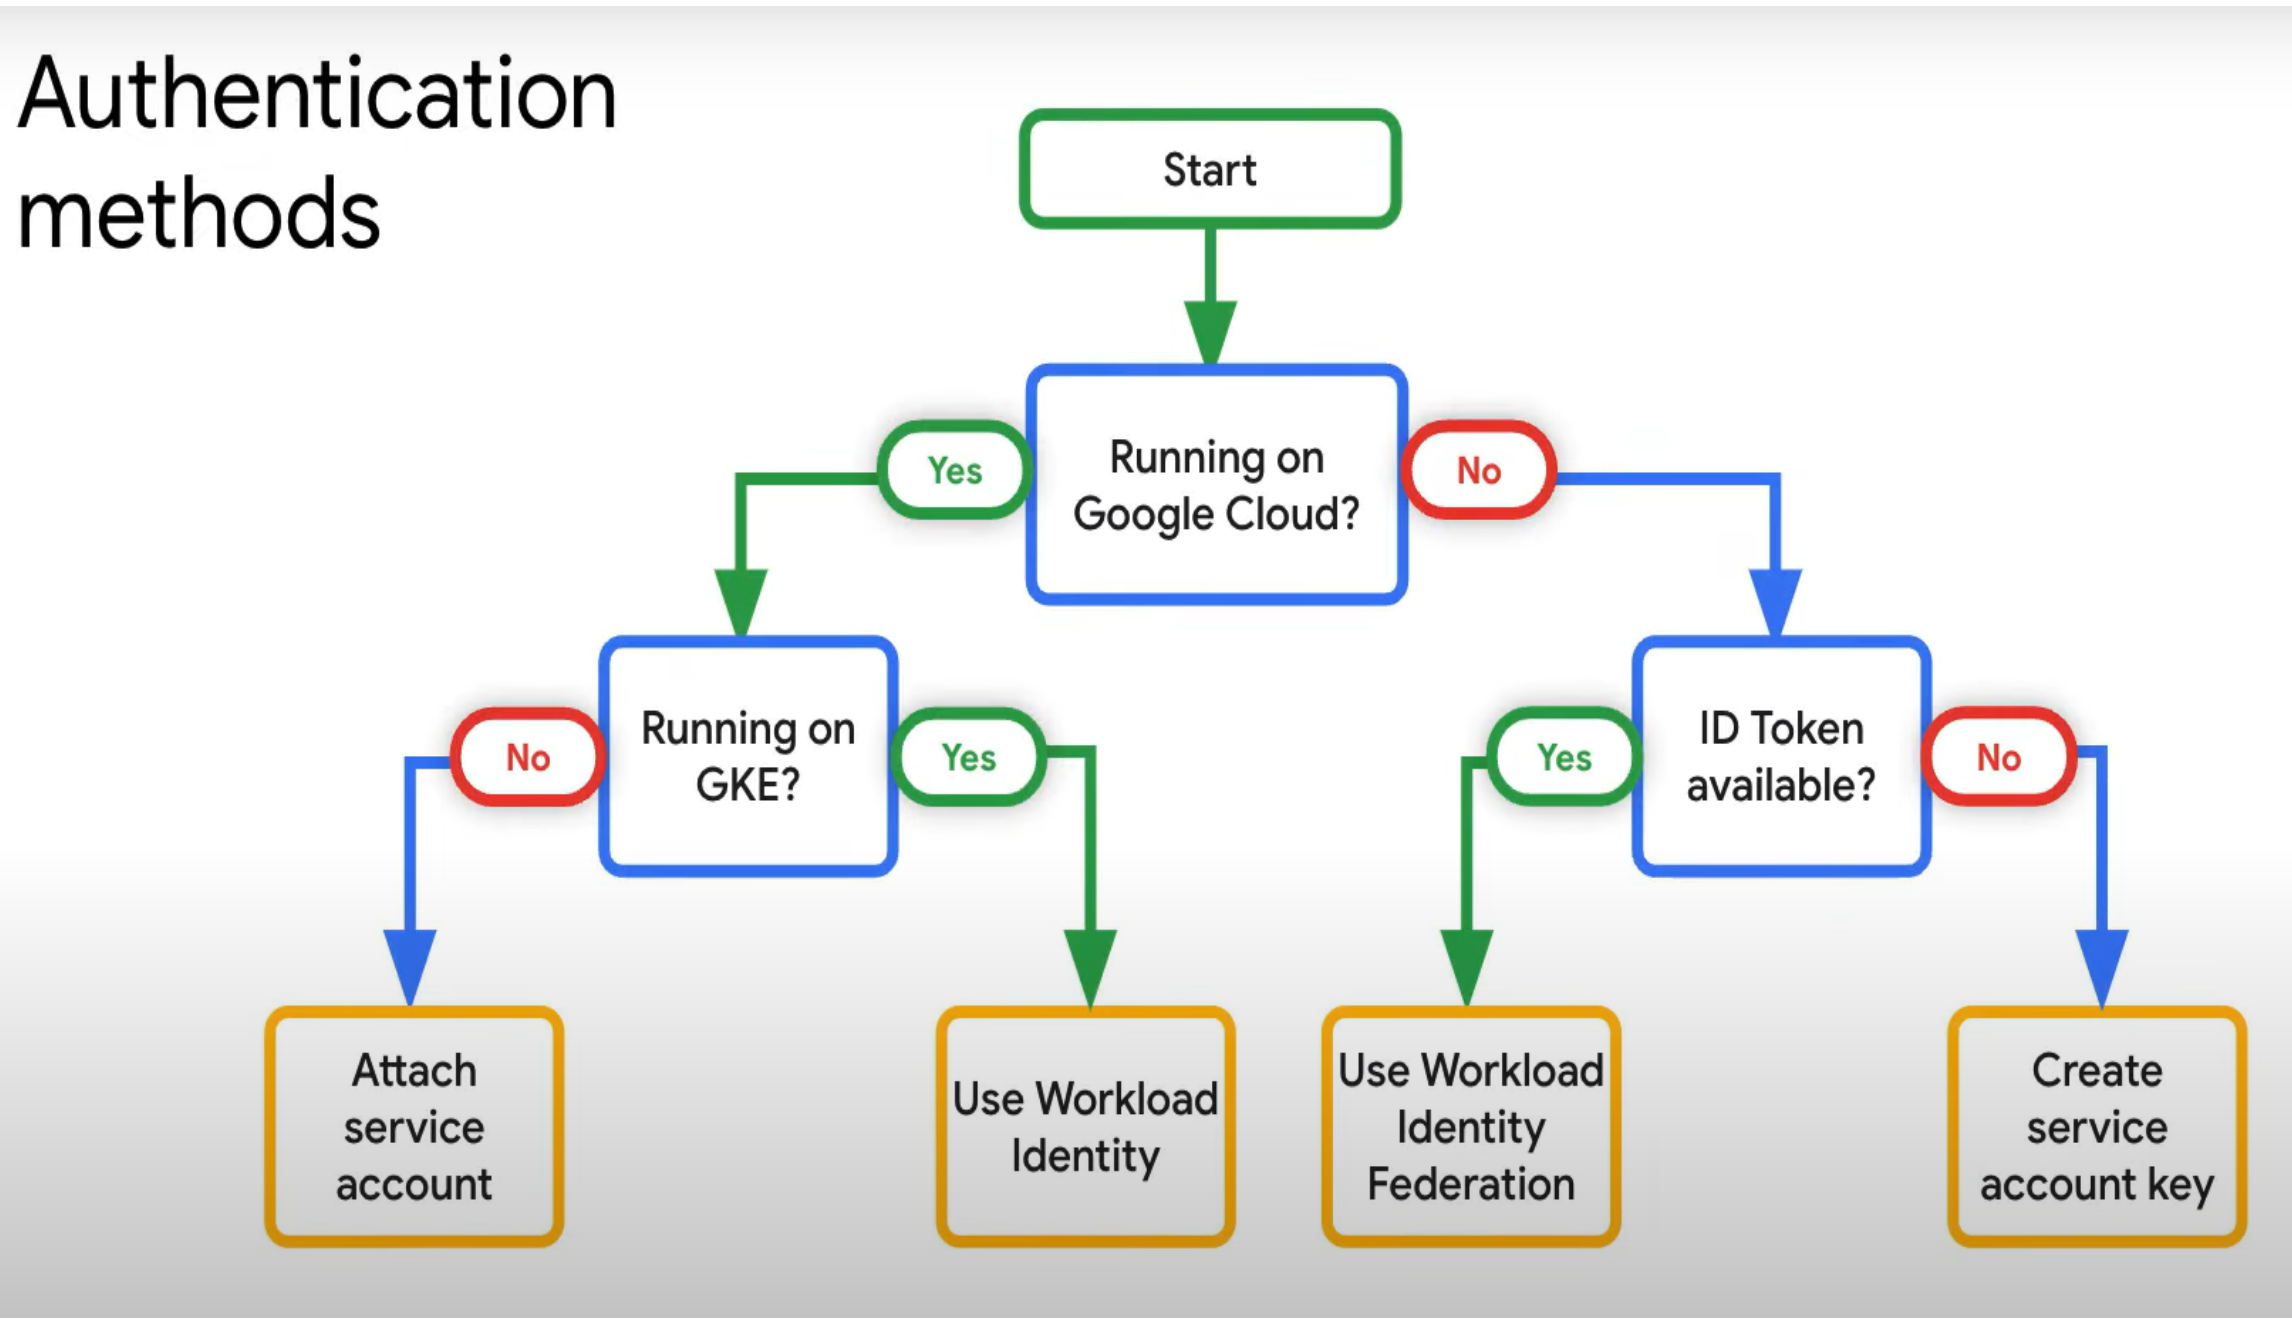 Authentication
methods
Start
Yes
Running on
Google Cloud?
No
No
Running on
GKE?
Yes
Yes
ID Token
available?
No
Attach
service
account
Use Workload
Identity
Use Workload
Identity
Federation
Create
service
account key